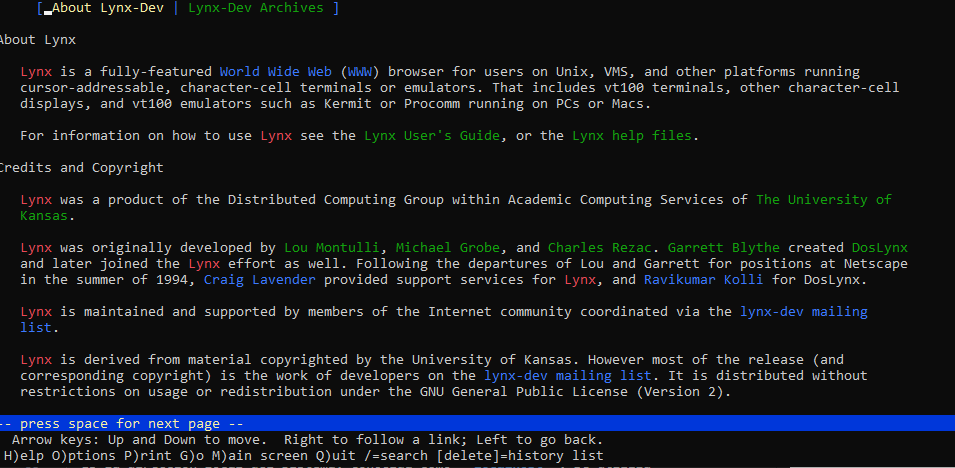 [ About Lynx-Dev | Lynx-Dev Archives ]
About Lynx
Lynx is a fully-featured World Wide Web (WWW) browser for users on Unix, VMS, and other platforms running
cursor-addressable, character-cell terminals or emulators. That includes vt100 terminals, other character-cell
displays, and vt100 emulators such as Kermit or Procomm running on PCs or Macs.
For information on how to use Lynx see the Lynx User's Guide, or the Lynx help files.
Credits and Copyright
Lynx was a product of the Distributed Computing Group within Academic Computing Services of The University of
Kansas.
Lynx was originally developed by Lou Montulli, Michael Grobe, and Charles Rezac. Garrett Blythe created DosLynx
and later joined the Lynx effort as well. Following the departures of Lou and Garrett for positions at Netscape
in the summer of 1994, Craig Lavender provided support services for Lynx, and Ravikumar Kolli for DosLynx.
Lynx is maintained and supported by members of the Internet community coordinated via the lynx-dev mailing
list.
Lynx is derived from material copyrighted by the University of Kansas. However most of the release (and
corresponding copyright) is the work of developers on the lynx-dev mailing list. It is distributed without
restrictions on usage or redistribution under the GNU General Public License (Version 2).
-- press space for next page --
Arrow keys: Up and Down to move. Right to follow a link; Left to go back.
H)elp O)ptions P)rint G)o M)ain screen Q)uit /=search [delete]=history list